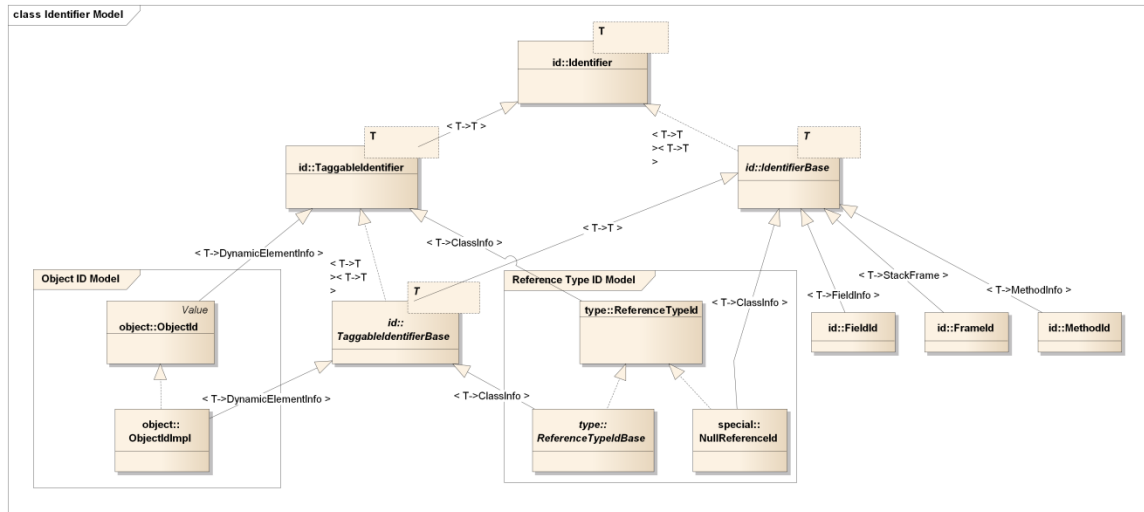 class Identifier Model
T
id::Identifier
< T->T >
< T->T
>< T->T
>
T
id::TaggableIdentifier
T
id::IdentifierBase
< T->T >
< T->ClassInfo >
< T->DynamicElementInfo >
< T->T
>< T->T
>
< T->StackFrame >
< T->FieldInfo >
< T->MethodInfo >
< T->ClassInfo >
Object ID Model
Value
object::ObjectId
T
id::
TaggableIdentifierBase
Reference Type ID Model
type::ReferenceTypeId
id::FieldId
id::FrameId
id::MethodId
< T->DynamicElementInfo >
< T->ClassInfo >
object::
ObjectIdImpl
type::
ReferenceTypeIdBase
special::
NullReferenceId